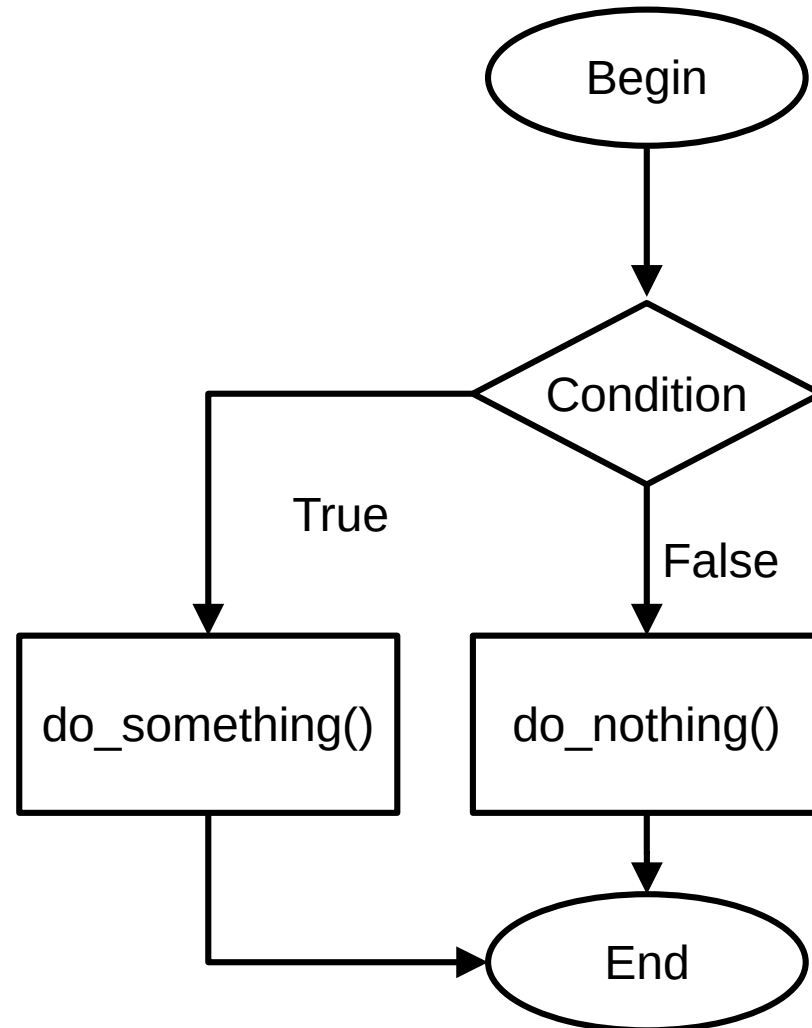 Begin
Condition
True
False
do_something()
do_nothing()
End